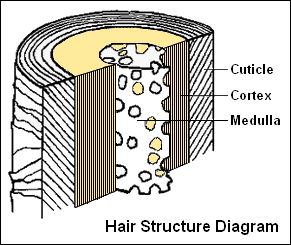 Cuticle
Cortex
Medulla
Hair Structure Diagram